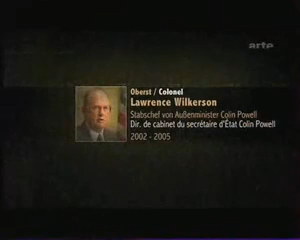 arte
Oberst / Colonel
Lawrence Wilkerson
Stabschef von Außenminister Colin Powell
Dir. de cabinet du secrétaire d'État Colin Powell
2002 - 2005